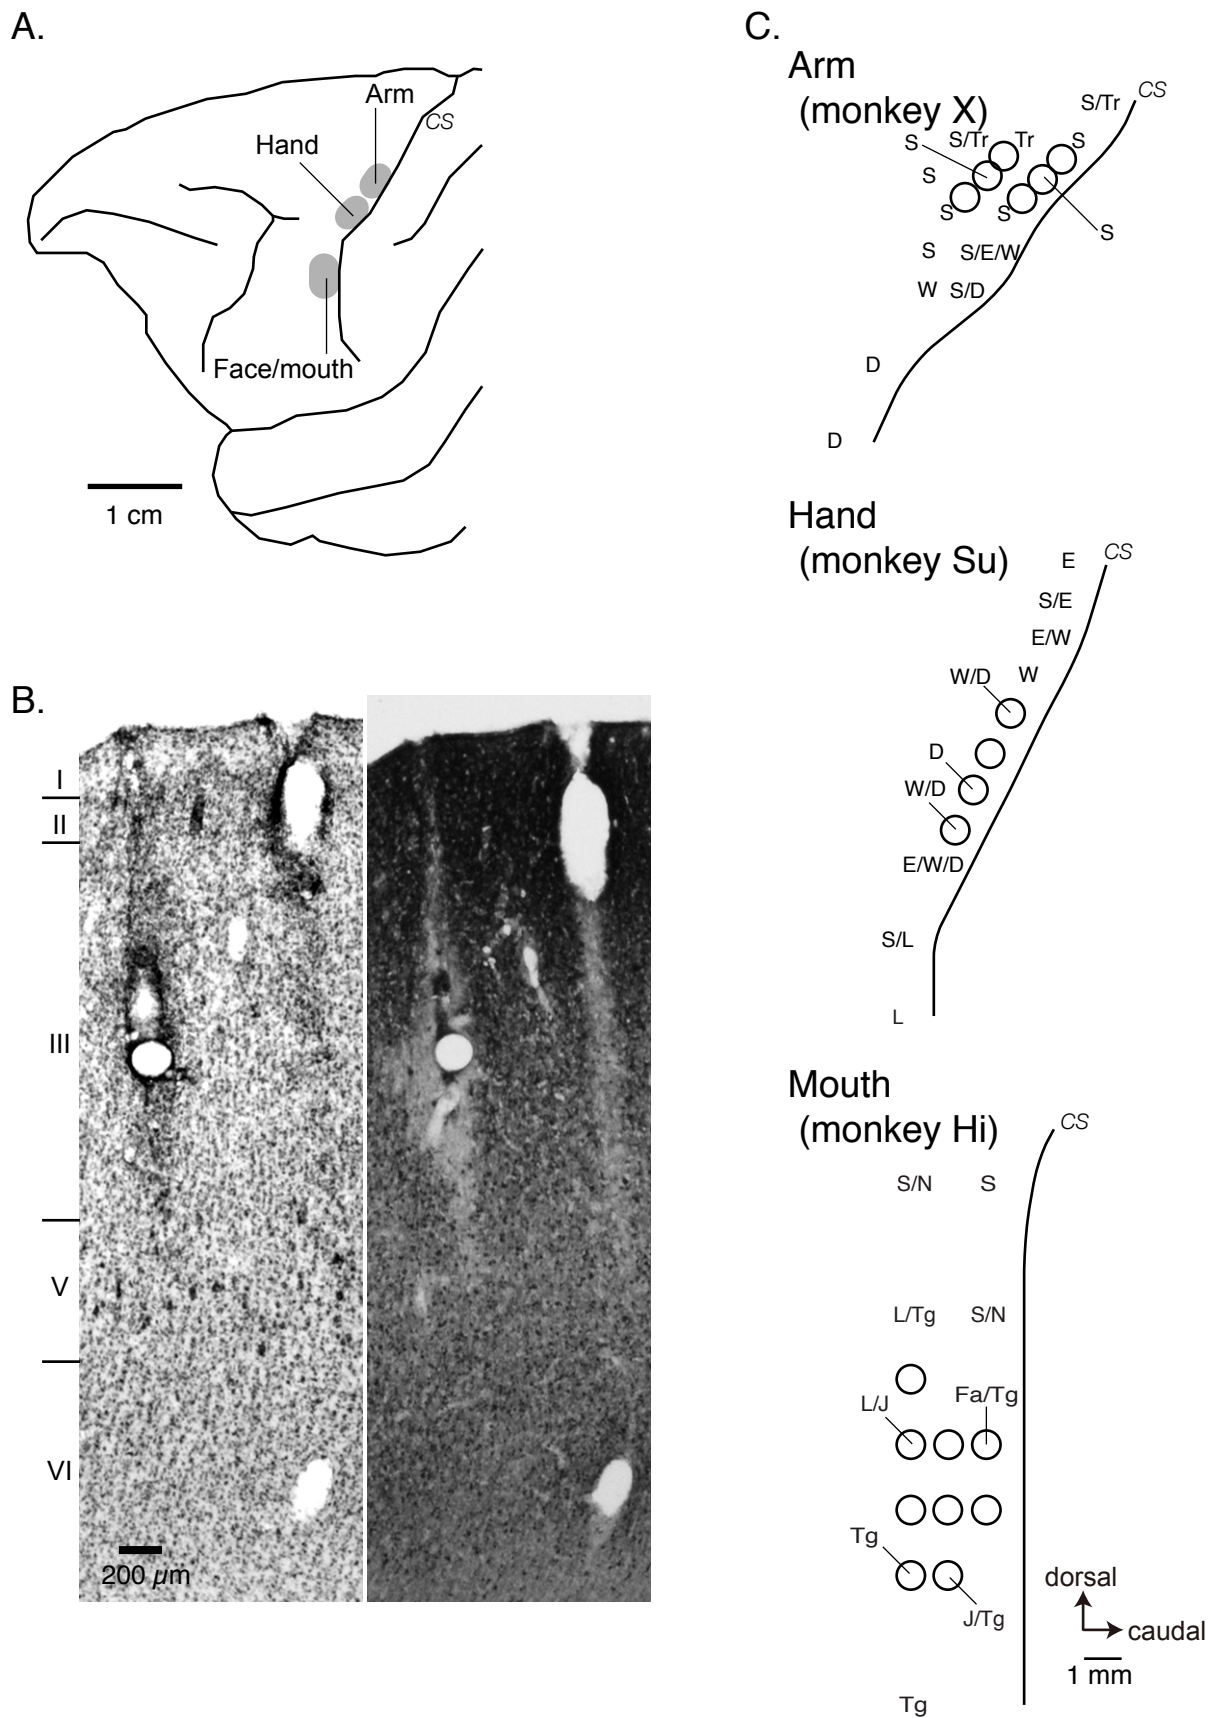 A.
Arm
CS
Hand
Face/mouth
1 cm
B.
I
II
III
V
VI
200 µm
C.
Arm
(monkey X)
CS
S/Tr
S
S/Tr
Tr
S
S
S
S
S
S
S/E/W
W
S/D
D
D
Hand
(monkey Su)
CS
E
S/E
E/W
W/D
W
D
W/D
E/W/D
S/L
L
Mouth
(monkey Hi)
CS
S/N
S
L/Tg
S/N
L/J
Fa/Tg
Tg
J/Tg
Tg
dorsal
caudal
1 mm